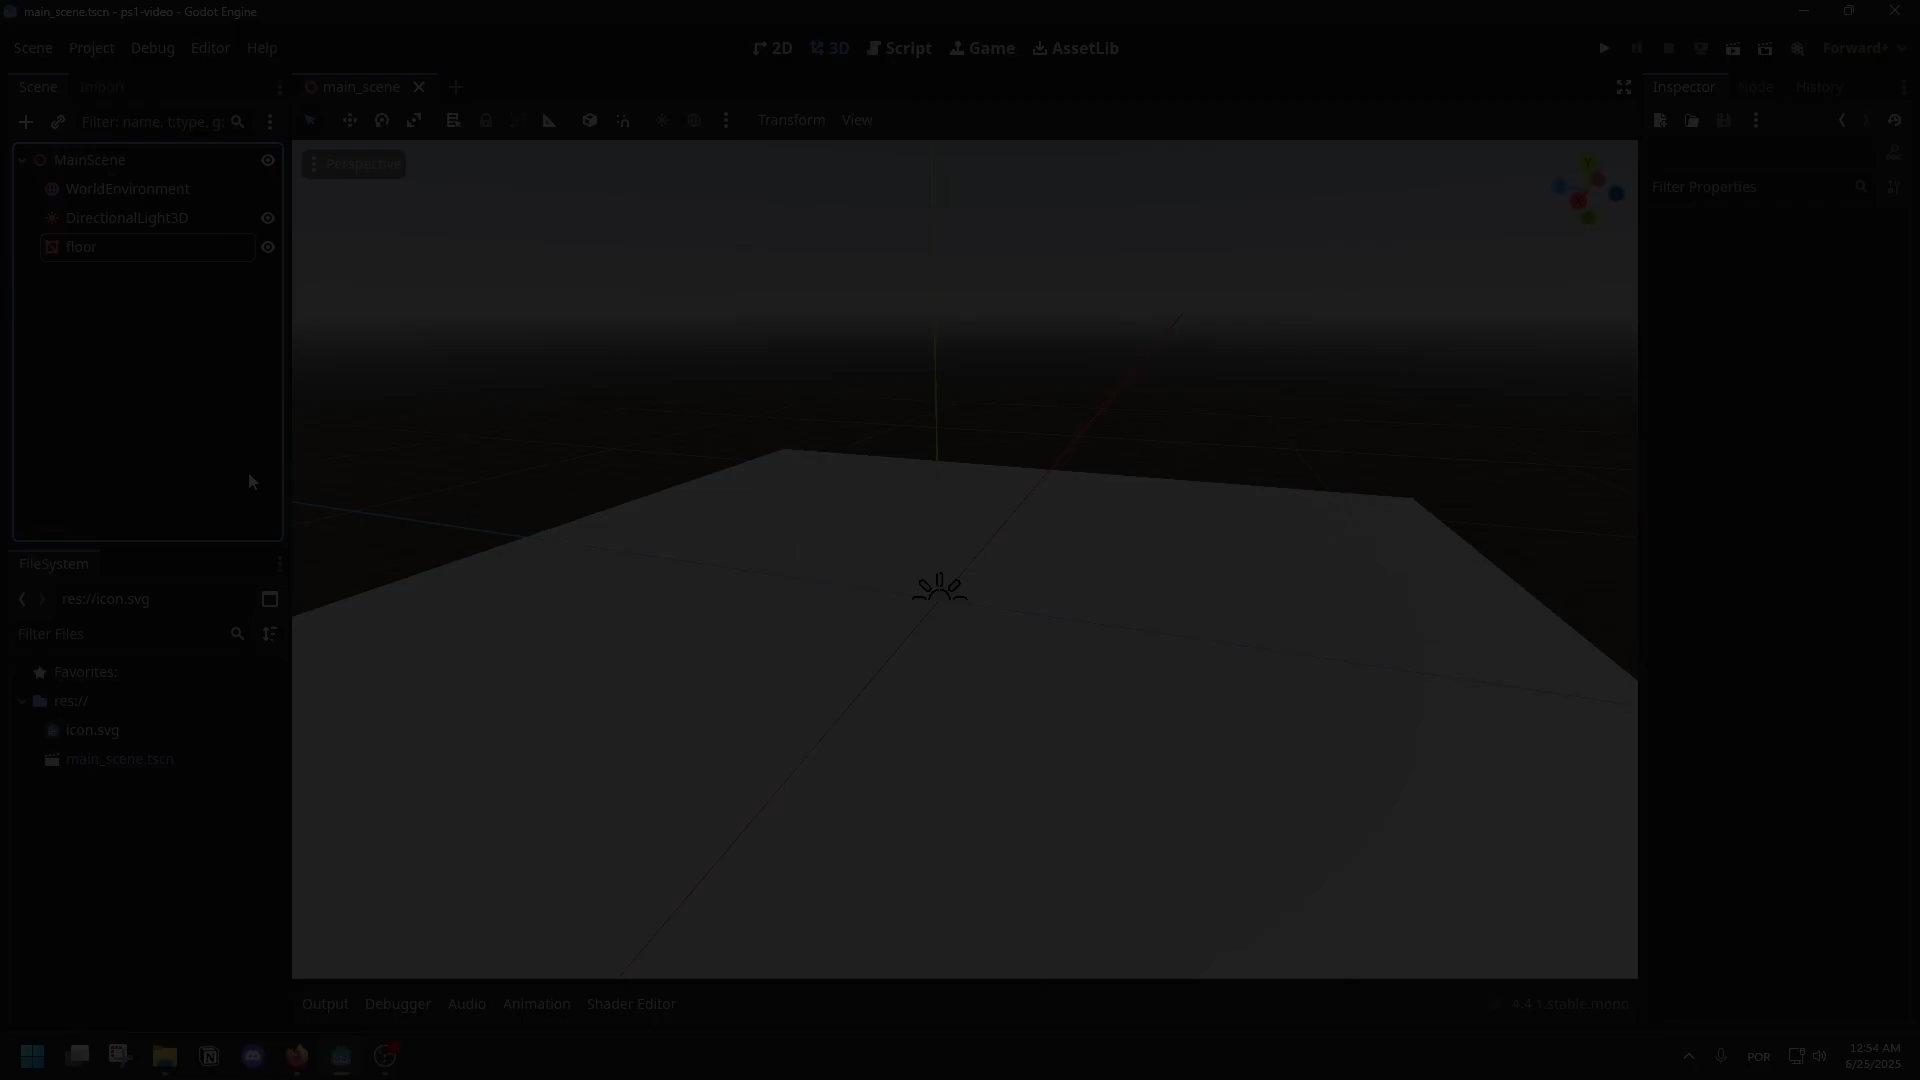 main_scene.tscn - ps1-video - Godot Engine
Scene Project Debug Editor Help
2D 3D Script Game AssetLib
Forward+
Scene Import
main_scene
Inspector Node History
Filter: name, t:type, g:
Transform View
MainScene
Perspective
Y
X
Filter Properties
WorldEnvironment
DirectionalLight3D
floor
FileSystem
res://icon.svg
Filter Files
Favorites:
res://
icon.svg
main_scene.tscn
Output Debugger Audio Animation Shader Editor
4.4.1.stable.mono
POR
12:54 AM
6/25/2025